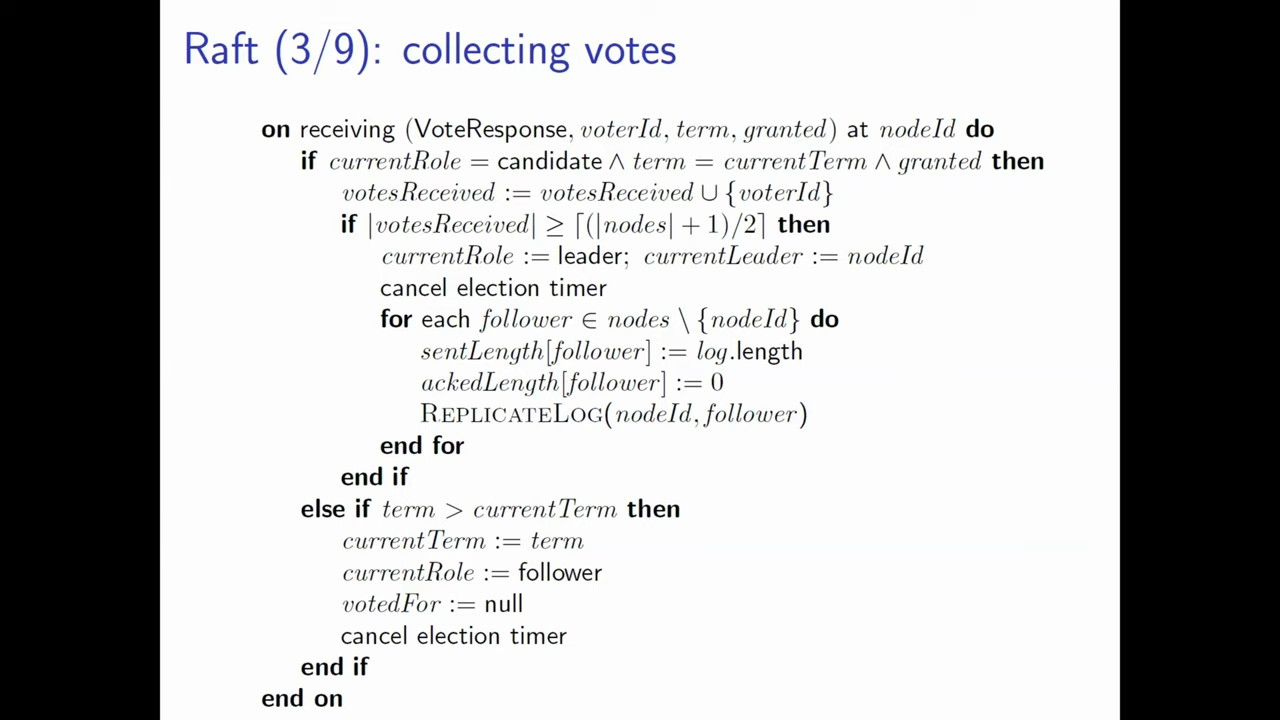 Raft (3/9): collecting votes
on receiving (VoteResponse, voterId, term, granted) at nodeId do
if currentRole = candidate ∧ term = currentTerm ∧ granted then
votesReceived := votesReceived ∪ {voterId}
if |votesReceived| ≥ ⌈(|nodes| + 1)/2⌉ then
currentRole := leader; currentLeader := nodeId
cancel election timer
for each follower ∈ nodes \ {nodeId} do
sentLength[follower] := log.length
ackedLength[follower] := 0
REPLICATELOG(nodeId, follower)
end for
end if
else if term > currentTerm then
currentTerm := term
currentRole := follower
votedFor := null
cancel election timer
end if
end on